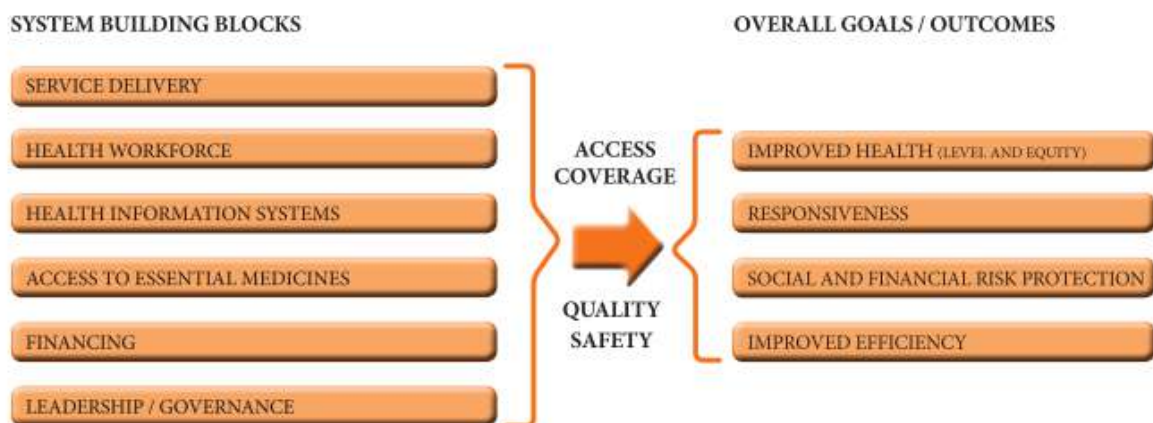 SYSTEM BUILDING BLOCKS
SERVICE DELIVERY
HEALTH WORKFORCE
HEALTH INFORMATION SYSTEMS
ACCESS TO ESSENTIAL MEDICINES
FINANCING
LEADERSHIP / GOVERNANCE
ACCESS
COVERAGE
QUALITY
SAFETY
OVERALL GOALS / OUTCOMES
IMPROVED HEALTH (LEVEL AND EQUITY)
RESPONSIVENESS
SOCIAL AND FINANCIAL RISK PROTECTION
IMPROVED EFFICIENCY